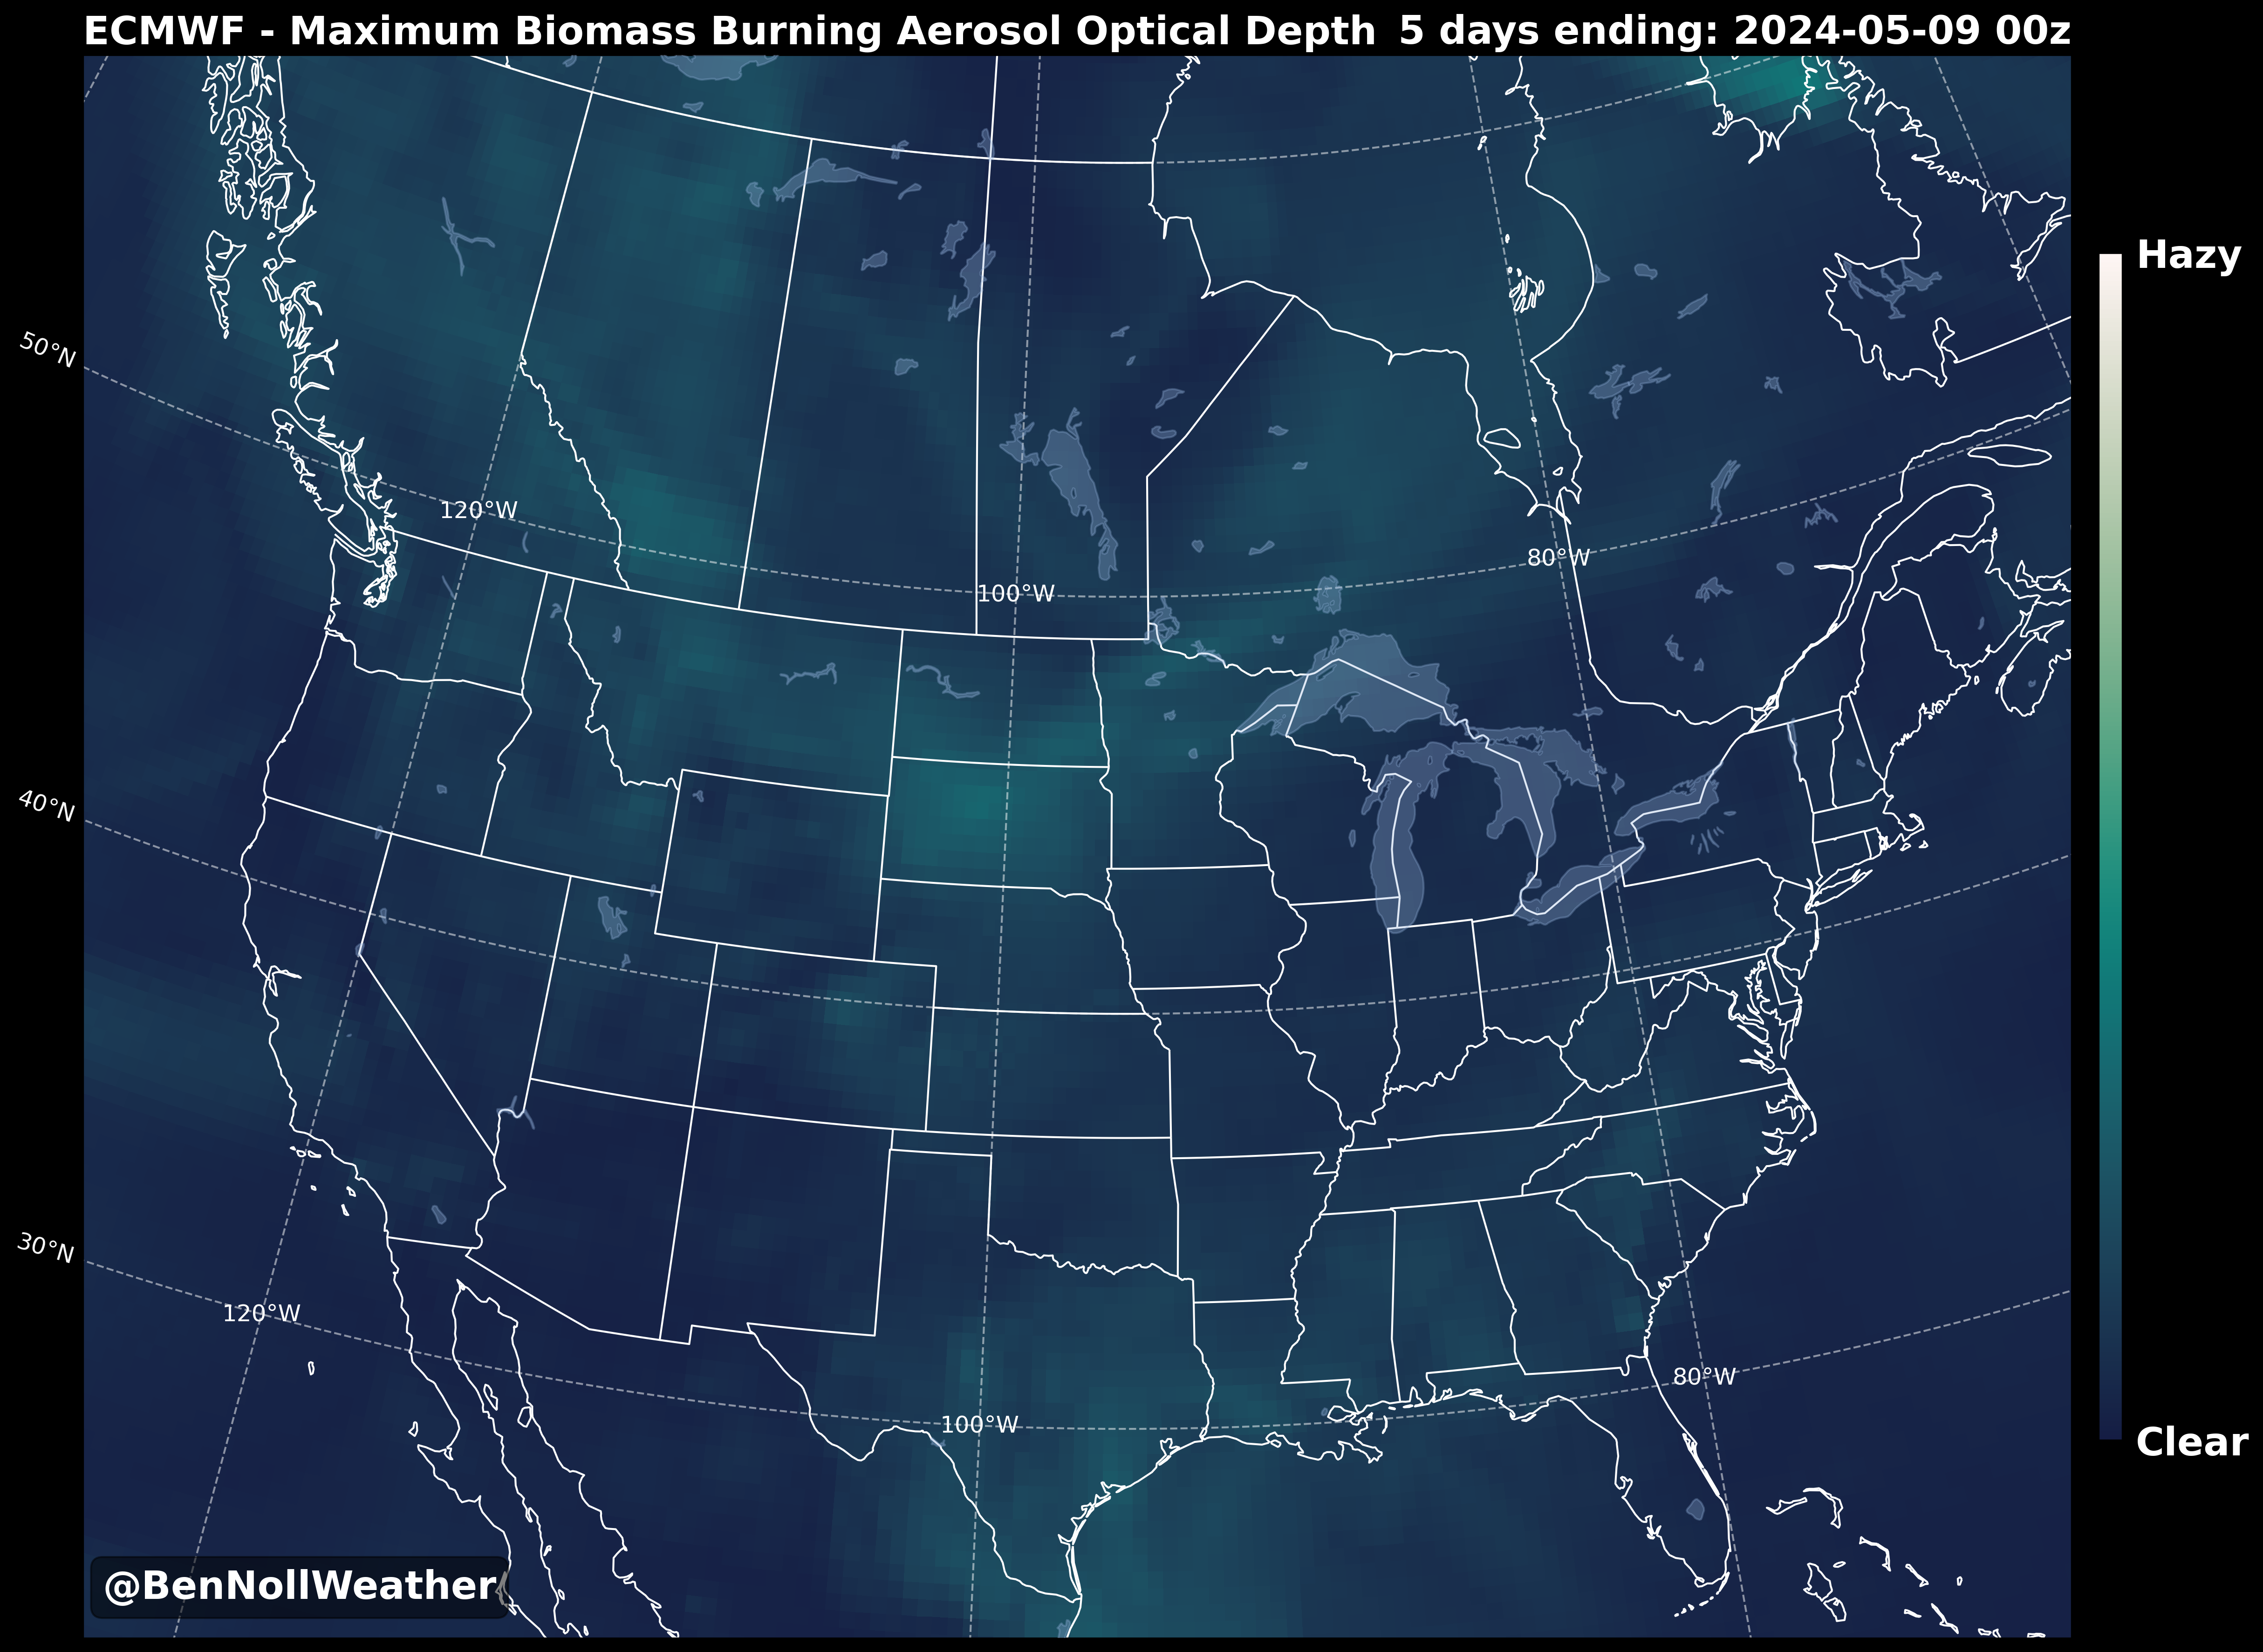 ECMWF - Maximum Biomass Burning Aerosol Optical Depth 5 days ending: 2024-05-09 00z
Hazy
50°N
120°W
80°W
100°W
40°N
30°N
120°W
80°W
100°W
Clear
@BenNollWeather